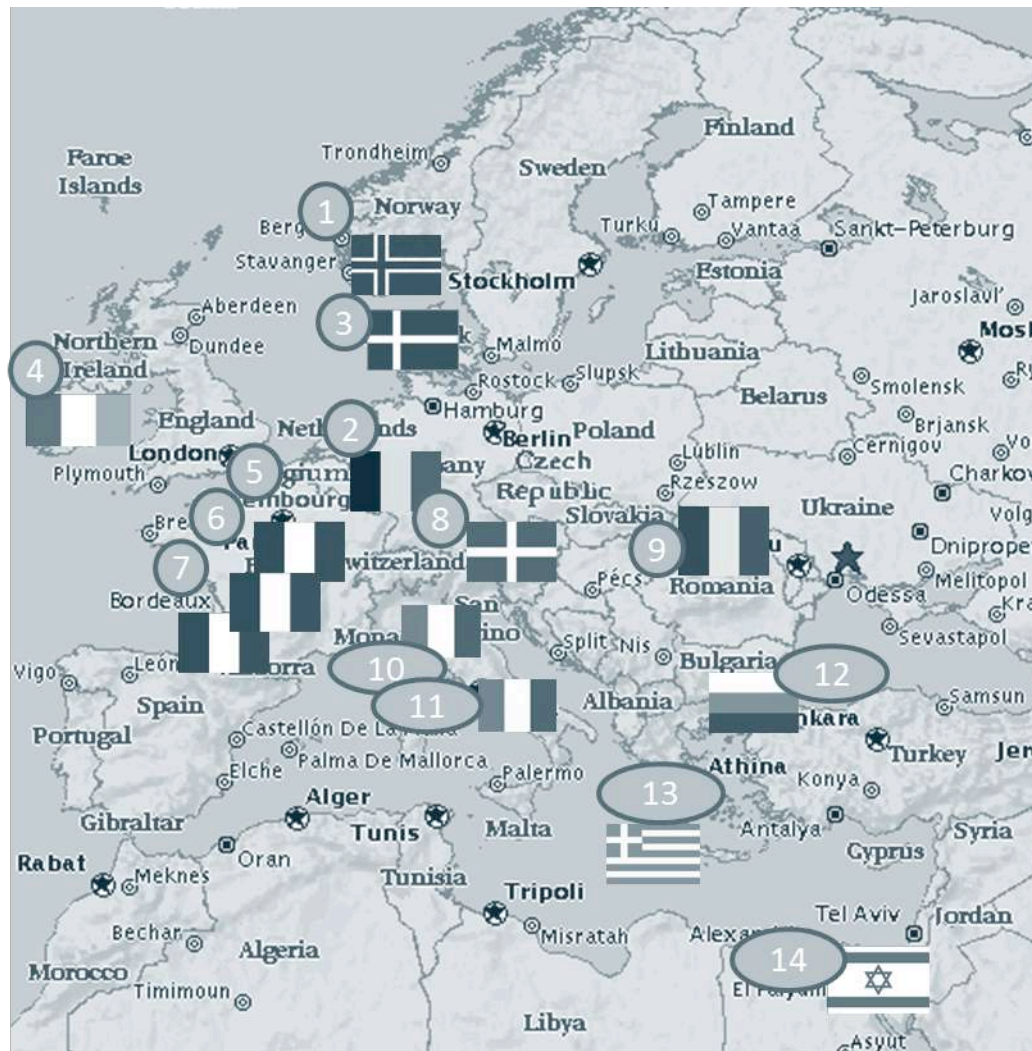 Faroe
Islands
Trondheim
Finland
Sweden
Tampere
1
Norway
Turku
Vantaa
Sankt-Peterburg
Stavanger
Stockholm
Estonia
Jaroslavl'
Aberdeen
3
Northern
Ireland
Dundee
Malmo
Lithuania
4
Rostock
Slupsk
Smolensk
Belarus
England
Hamburg
Brjansk
2
Berlin
Poland
London
Lublin
Cernigov
Plymouth
5
Czech
Republic
Rzeszow
Charkov
6
8
Slovakia
Ukraine
9
7
Pécs
Romania
Melitopol
Odessa
Bordeaux
San
Split
Nis
Sevastopol
Vigo
León
10
Bulgaria
12
Spain
11
Albania
Samsun
Portugal
Castellón De La
Turkey
Palma De Mallorca
Athina
Elche
Palermo
Konya
13
Gibraltar
Alger
Malta
Antalya
Syria
Tunis
Cyprus
Rabat
Oran
Meknes
Tunisia
Tripoli
Tel Aviv
Jordan
Bechar
Misratah
Algeria
14
Morocco
Timimoun
Libya
Asyut